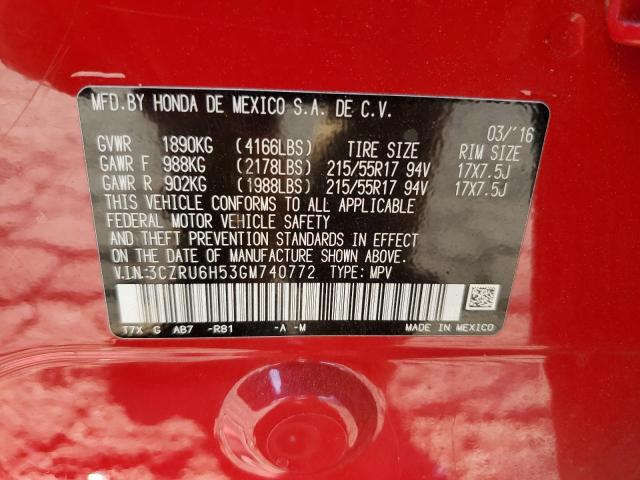 MFD.BY HONDA DE MEXICO S.A. DE C.V.
03/'16
GVWR 1890KG (4166LBS) TIRE SIZE RIM SIZE
GAWR F 988KG (2178LBS) 215/55R17 94V 17X7.5J
GAWR R 902KG (1988LBS) 215/55R17 94V 17X7.5J
THIS VEHICLE CONFORMS TO ALL APPLICABLE
FEDERAL MOTOR VEHICLE SAFETY
AND THEFT PREVENTION STANDARDS IN EFFECT
ON THE DATE OF MANUFACTURE SHOWN ABOVE.
V.I.N:3CZRU6H53GM740772 TYPE: MPV
T7X G AB7 -R81 -A -M MADE IN MEXICO